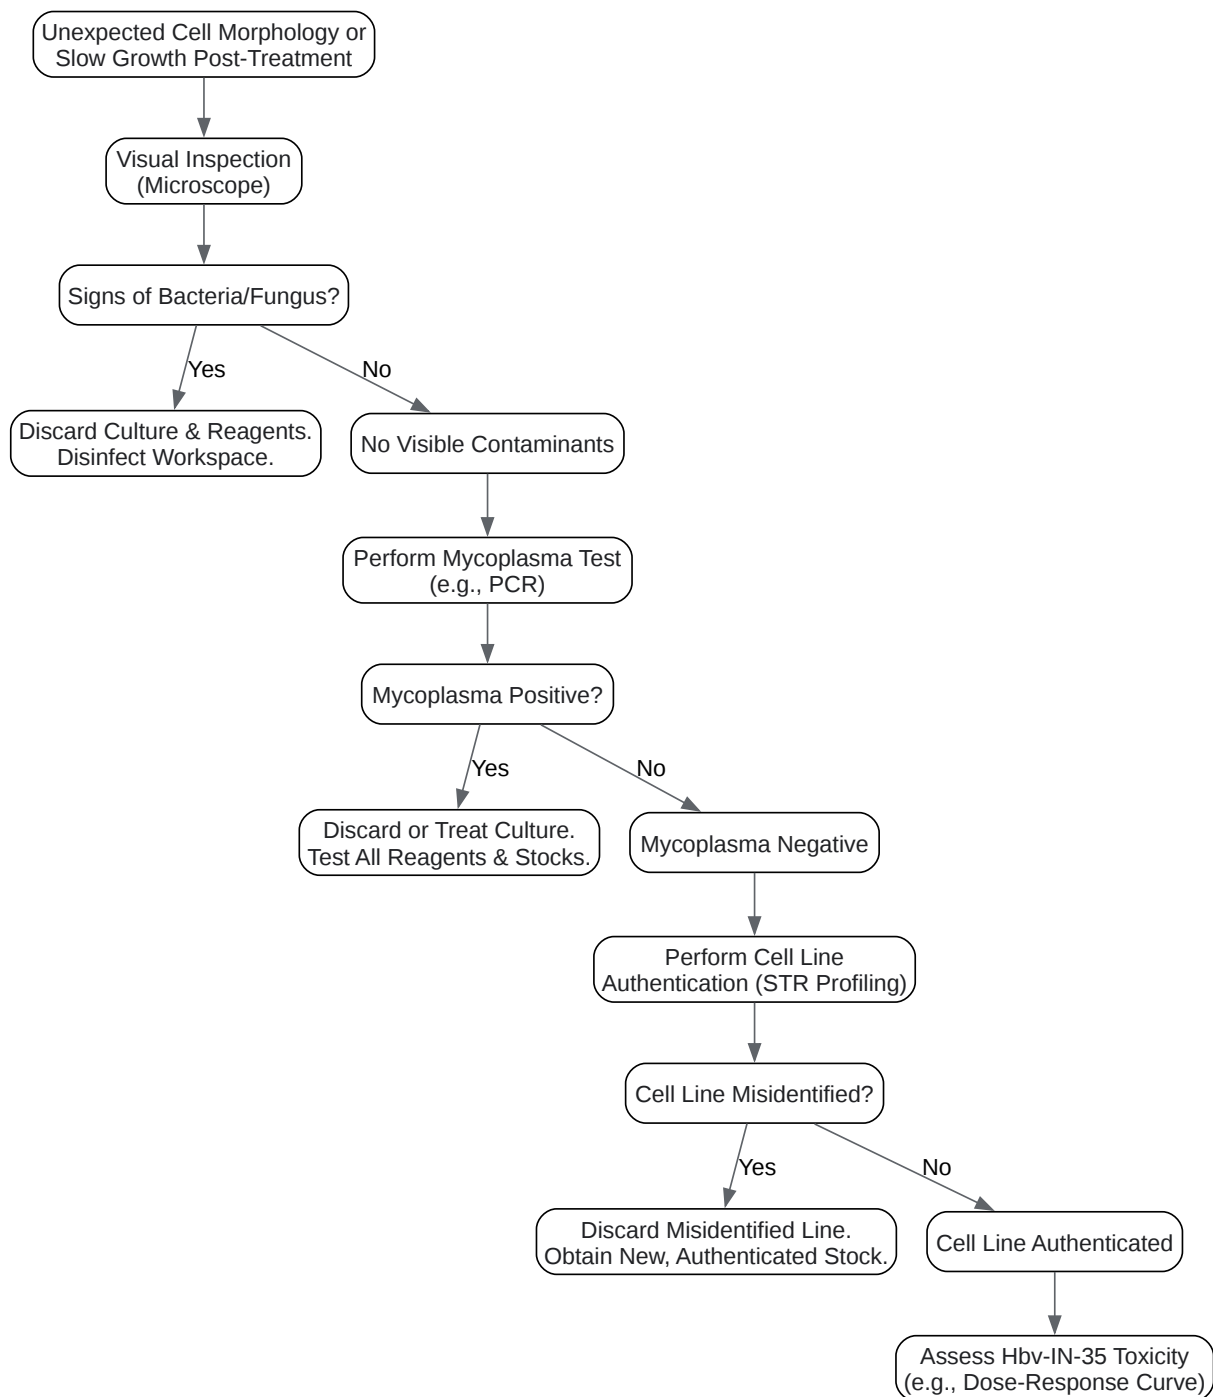 Unexpected Cell Morphology or
Slow Growth Post-Treatment
Visual Inspection
(Microscope)
Signs of Bacteria/Fungus?
Yes
No
Discard Culture & Reagents.
Disinfect Workspace.
No Visible Contaminants
Perform Mycoplasma Test
(e.g., PCR)
Mycoplasma Positive?
Yes
No
Discard or Treat Culture.
Test All Reagents & Stocks.
Mycoplasma Negative
Perform Cell Line
Authentication (STR Profiling)
Cell Line Misidentified?
Yes
No
Discard Misidentified Line.
Obtain New, Authenticated Stock.
Cell Line Authenticated
Assess Hbv-IN-35 Toxicity
(e.g., Dose-Response Curve)